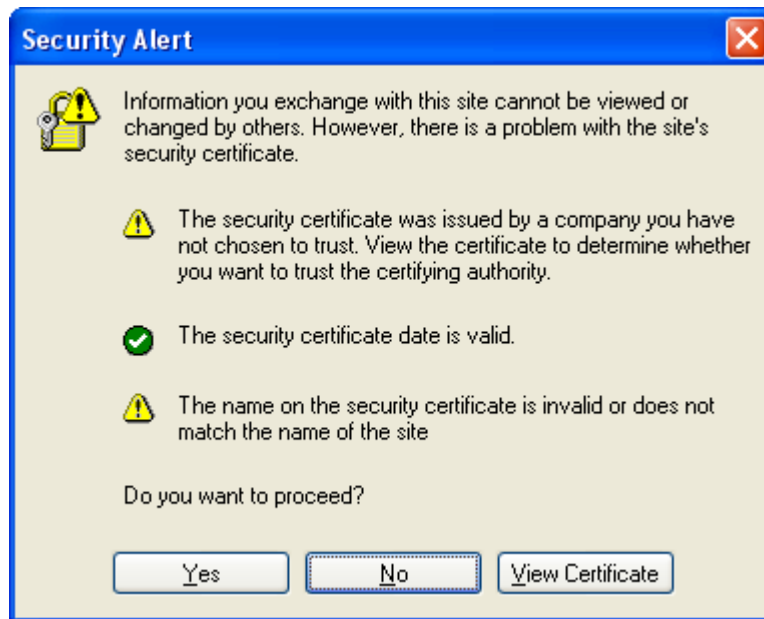 Security Alert
Information you exchange with this site cannot be viewed or
changed by others. However, there is a problem with the site's
security certificate.
The security certificate was issued by a company you have
not chosen to trust. View the certificate to determine whether
you want to trust the certifying authority.
The security certificate date is valid.
The name on the security certificate is invalid or does not
match the name of the site
Do you want to proceed?
Yes
No
View Certificate